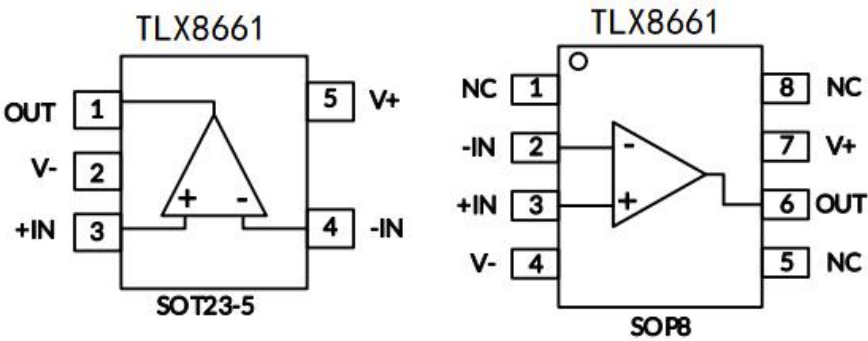 TLX8661
OUT 1 5 V+
V- 2
+ -
+IN 3 4 -IN
SOT23-5
TLX8661
NC 1 8 NC
-IN 2 - 7 V+
+IN 3 + 6 OUT
V- 4 5 NC
SOP8